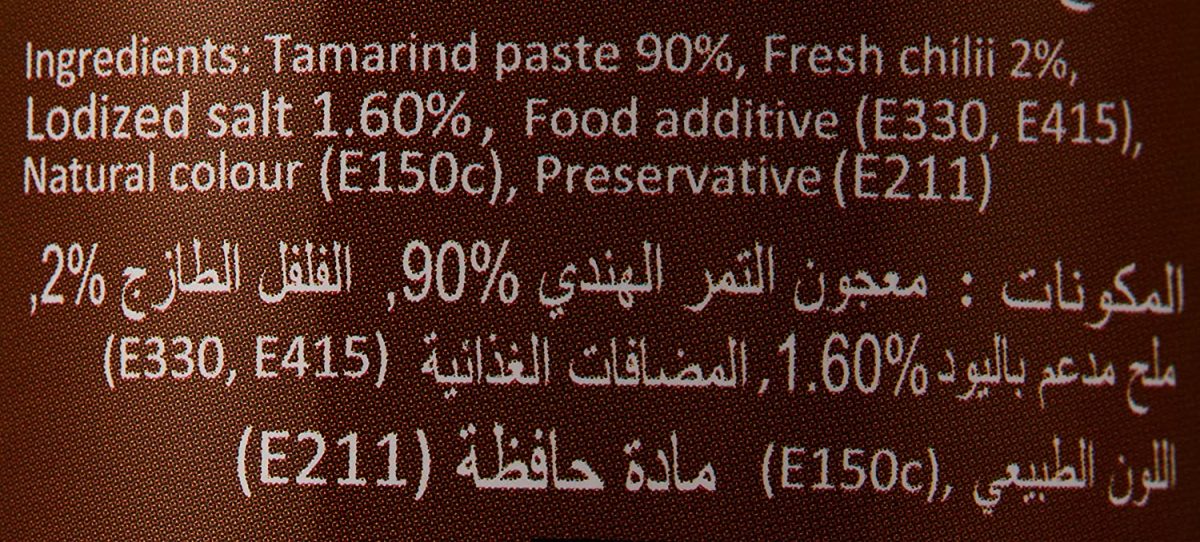 Ingredients: Tamarind paste 90%, Fresh chilii 2%,
Lodized salt 1.60%, Food additive (E330, E415),
Natural colour (E150c), Preservative (E211)
المكونات : معجون التمر الهندي 90%, الفلفل الطازج 2%,
ملح مدعم باليود 1.60%, المضافات الغذائية (E330, E415)
اللون الطبيعي (E150c), مادة حافظة (E211)